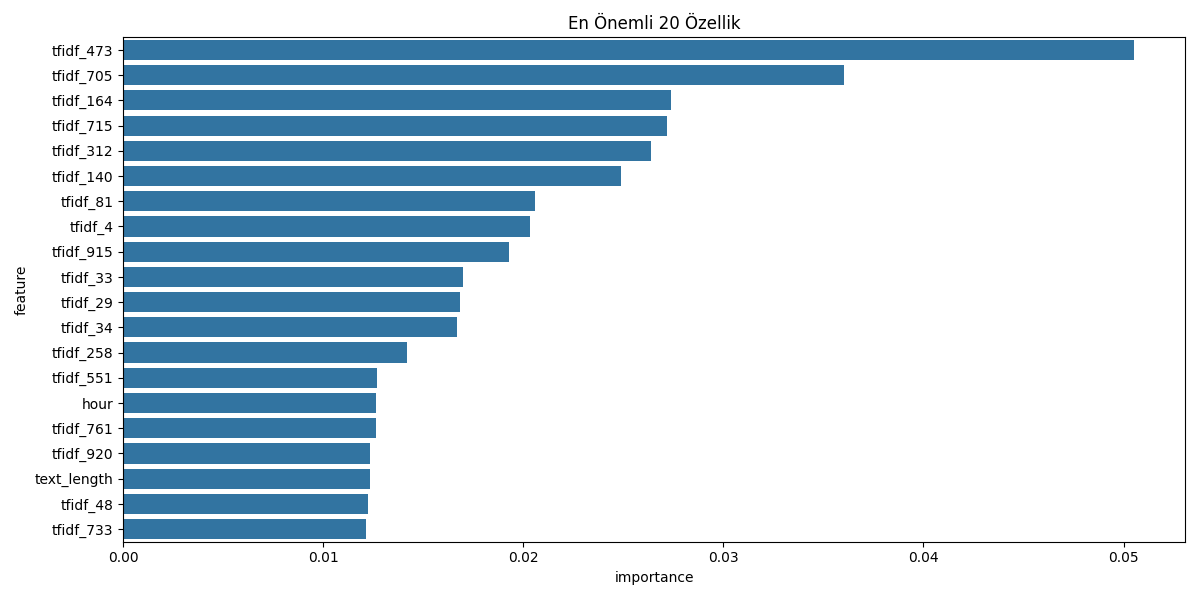 En Önemli 20 Özellik
tfidf_473
tfidf_705
tfidf_164
tfidf_715
tfidf_312
tfidf_140
tfidf_81
tfidf_4
tfidf_915
tfidf_33
tfidf_29
tfidf_34
tfidf_258
tfidf_551
hour
tfidf_761
tfidf_920
text_length
tfidf_48
tfidf_733
feature
0.00 0.01 0.02 0.03 0.04 0.05
importance